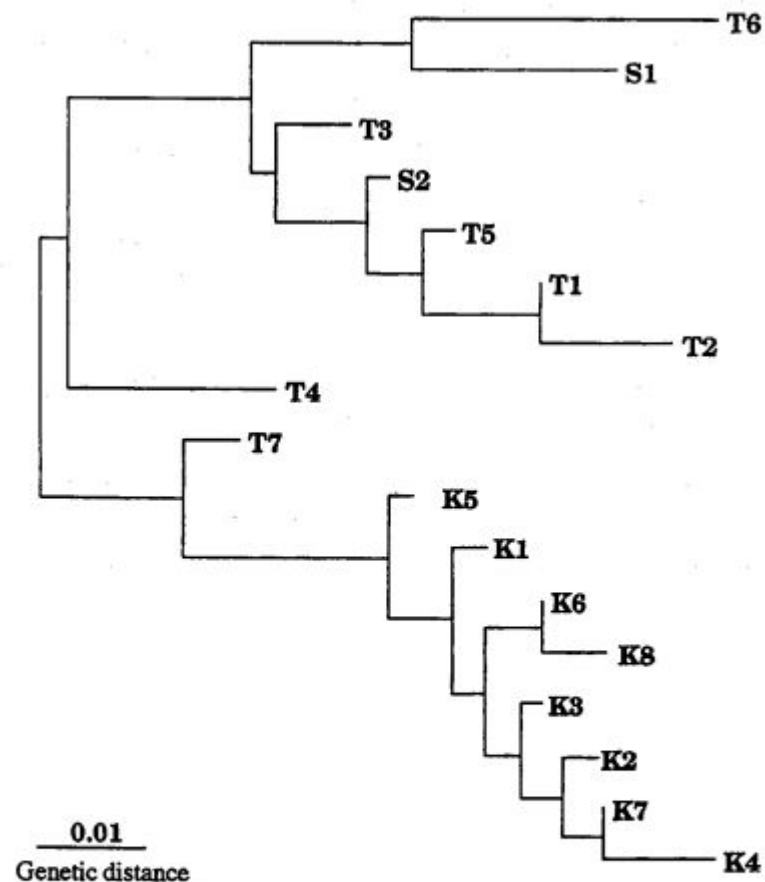 T6
S1
T3
S2
T5
T1
T2
T4
T7
K5
K1
K6
K8
K3
K2
K7
K4
0.01
Genetic distance